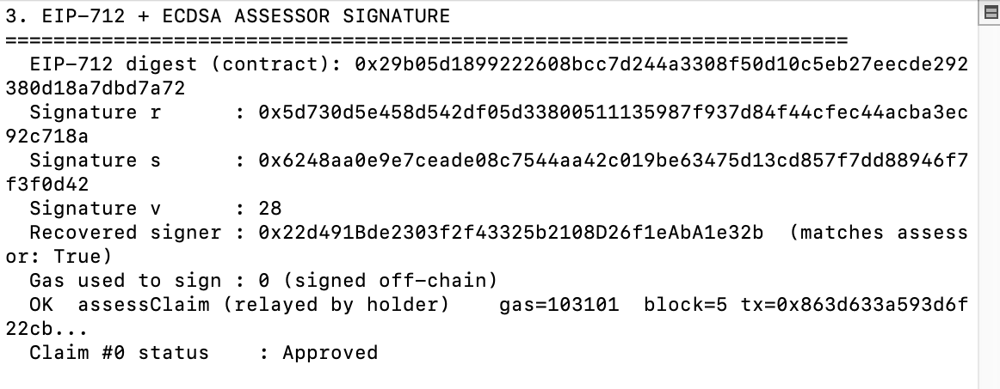 3. EIP-712 + ECDSA ASSESSOR SIGNATURE
======================================================================
  EIP-712 digest (contract): 0x29b05d1899222608bcc7d244a3308f50d10c5eb27eecde292
380d18a7dbd7a72
  Signature r      : 0x5d730d5e458d542df05d33800511135987f937d84f44cfec44acba3ec
92c718a
  Signature s      : 0x6248aa0e9e7ceade08c7544aa42c019be63475d13cd857f7dd88946f7
f3f0d42
  Signature v      : 28
  Recovered signer : 0x22d491Bde2303f2f43325b2108D26f1eAbA1e32b  (matches assess
or: True)
  Gas used to sign : 0 (signed off-chain)
  OK  assessClaim (relayed by holder)    gas=103101  block=5 tx=0x863d633a593d6f
22cb...
  Claim #0 status    : Approved